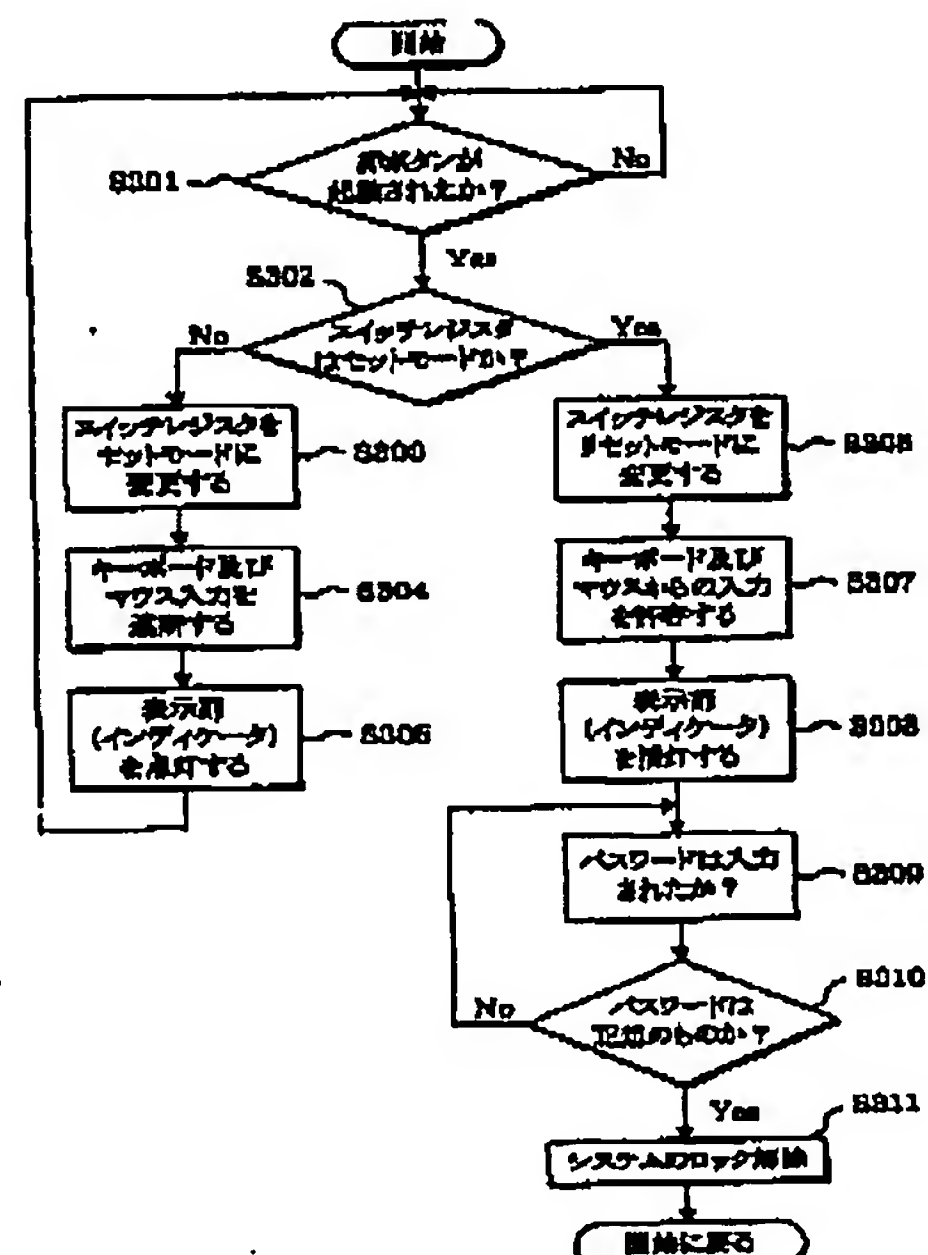 開始
されたか?
No
S301
Yes
S302
スイッチレジスタ
はセットモードか?
No
Yes
スイッチレジスタを
セットモードに
変更する
スイッチレジスタを
リセットモードに
変更する
キーボード及び
マウス入力を
遮断する
S304
キーボード及び
マウスからの入力
を許容する
S307
表示部
(インディケータ)
を点灯する
表示部
(インディケータ)
を消灯する
S308
パスワードは入力
されたか?
S309
パスワードは
正規のものか?
S310
No
Yes
S311
システムのロック解除
開始に戻る